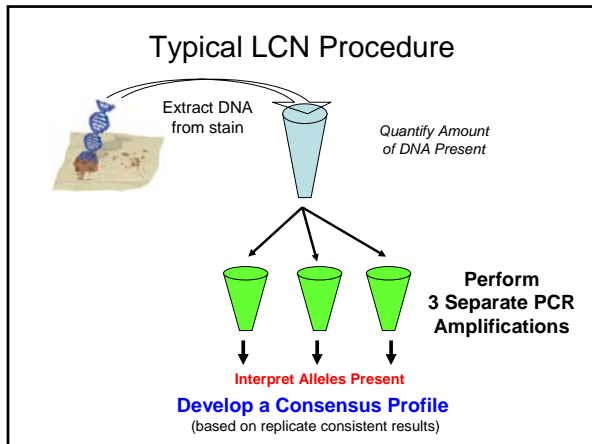 Typical LCN Procedure
Extract DNA
from stain
Quantify Amount
of DNA Present
Perform
3 Separate PCR
Amplifications
Interpret Alleles Present
Develop a Consensus Profile
(based on replicate consistent results)